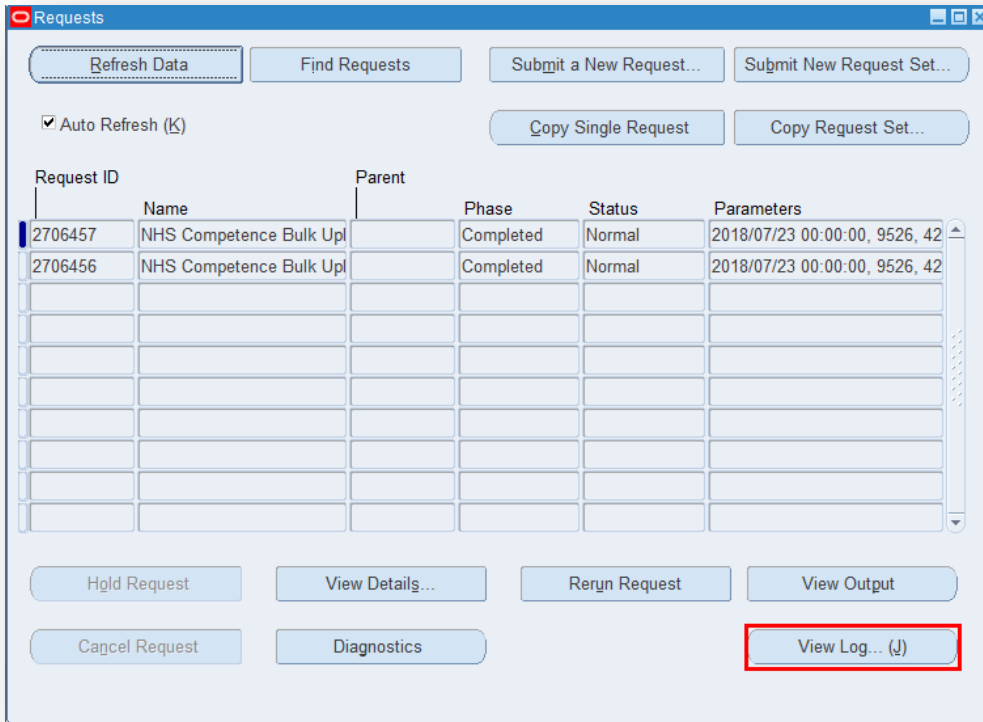 Requests
Refresh Data Find Requests Submit a New Request... Submit New Request Set...
Auto Refresh (K) Copy Single Request Copy Request Set...
Request ID Parent
Name Phase Status Parameters
2706457 NHS Competence Bulk Upl Completed Normal 2018/07/23 00:00:00, 9526, 42
2706456 NHS Competence Bulk Upl Completed Normal 2018/07/23 00:00:00, 9526, 42
Hold Request View Details... Rerun Request View Output
Cancel Request Diagnostics View Log... (J)